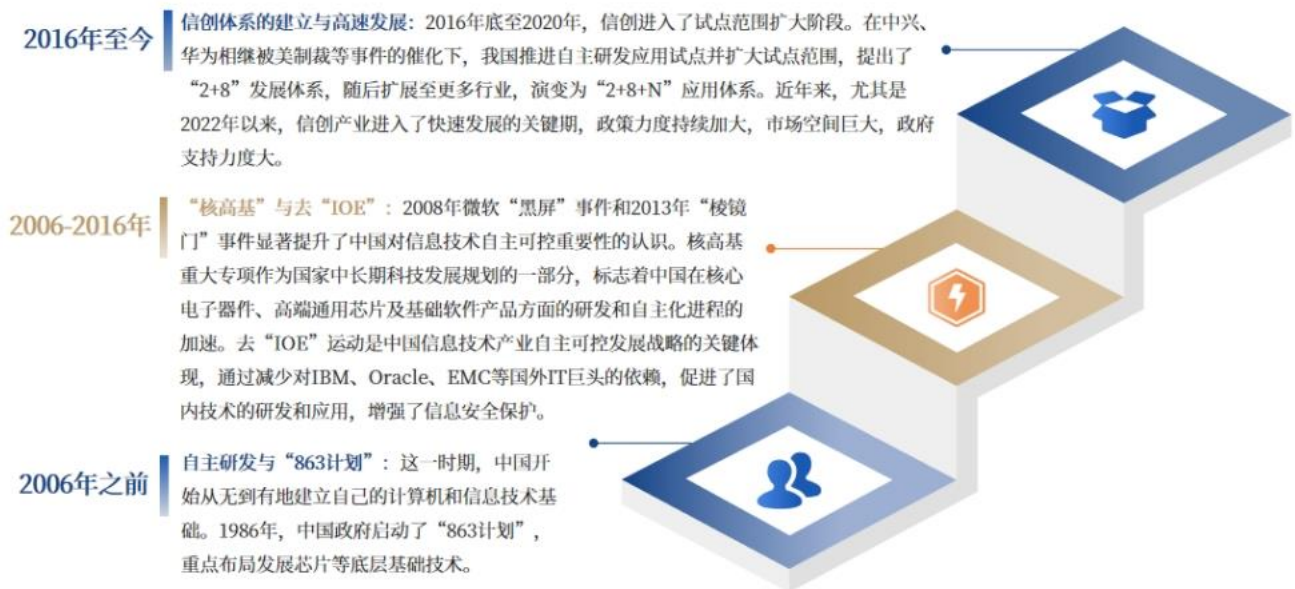 2016年至今
信创体系的建立与高速发展：2016年底至2020年，信创进入了试点范围扩大阶段。在中兴、
华为相继被美制裁等事件的催化下，我国推进自主研发应用试点并扩大试点范围，提出了
“2+8”发展体系，随后扩展至更多行业，演变为“2+8+N”应用体系。近年来，尤其是
2022年以来，信创产业进入了快速发展的关键期，政策力度持续加大，市场空间巨大，政府
支持力度大。
2006-2016年
“核高基”与去“IOE”：2008年微软“黑屏”事件和2013年“棱镜
门”事件显著提升了中国对信息技术自主可控重要性的认识。核高基
重大专项作为国家中长期科技发展规划的一部分，标志着中国在核心
电子器件、高端通用芯片及基础软件产品方面的研发和自主化进程的
加速。去“IOE”运动是中国信息技术产业自主可控发展战略的关键体
现，通过减少对IBM、Oracle、EMC等国外IT巨头的依赖，促进了国
内技术的研发和应用，增强了信息安全保护。
2006年之前
自主研发与“863计划”：这一时期，中国开
始从无到有地建立自己的计算机和信息技术基
础。1986年，中国政府启动了“863计划”，
重点布局发展芯片等底层基础技术。